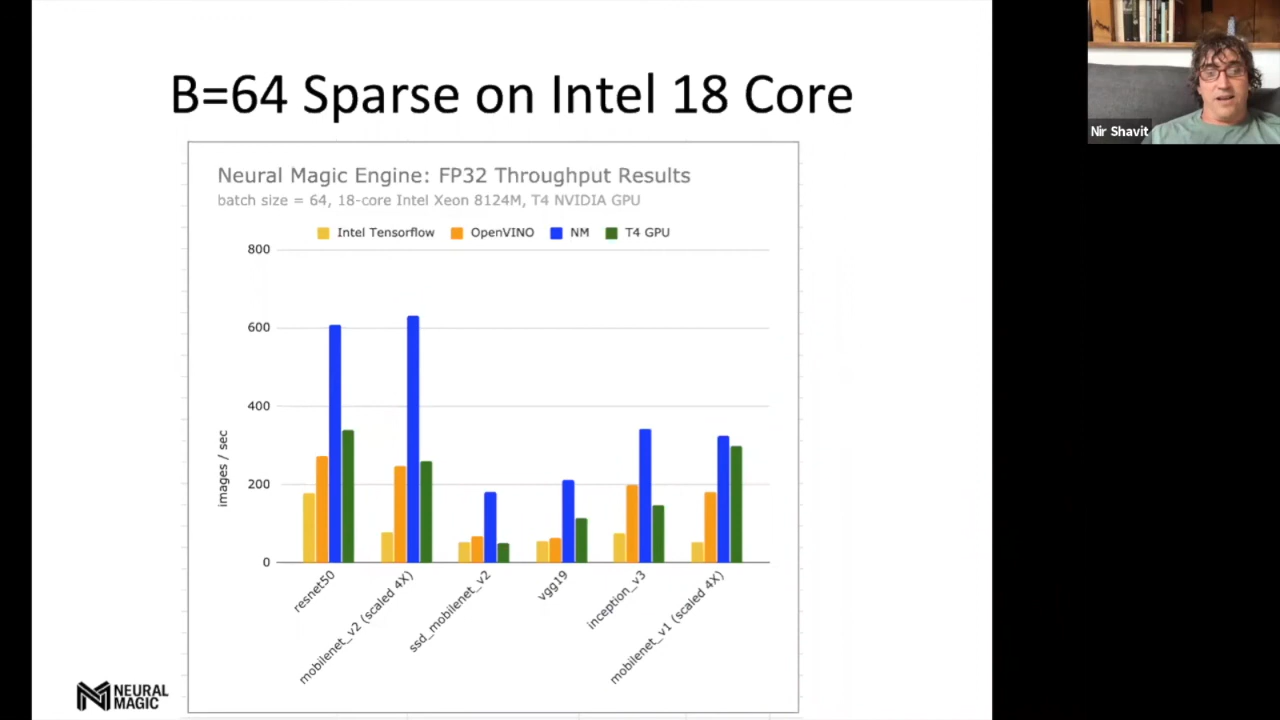 B=64 Sparse on Intel 18 Core
Nir Shavit
Neural Magic Engine: FP32 Throughput Results
batch size = 64, 18-core Intel Xeon 8124M, T4 NVIDIA GPU
Intel Tensorflow OpenVINO NM T4 GPU
800
600
400
200
0
images / sec
resnet50
mobilenet_v2 (scaled 4X)
ssd_mobilenet_v2
vgg19
inception_v3
mobilenet_v1 (scaled 4X)
NEURAL
MAGIC